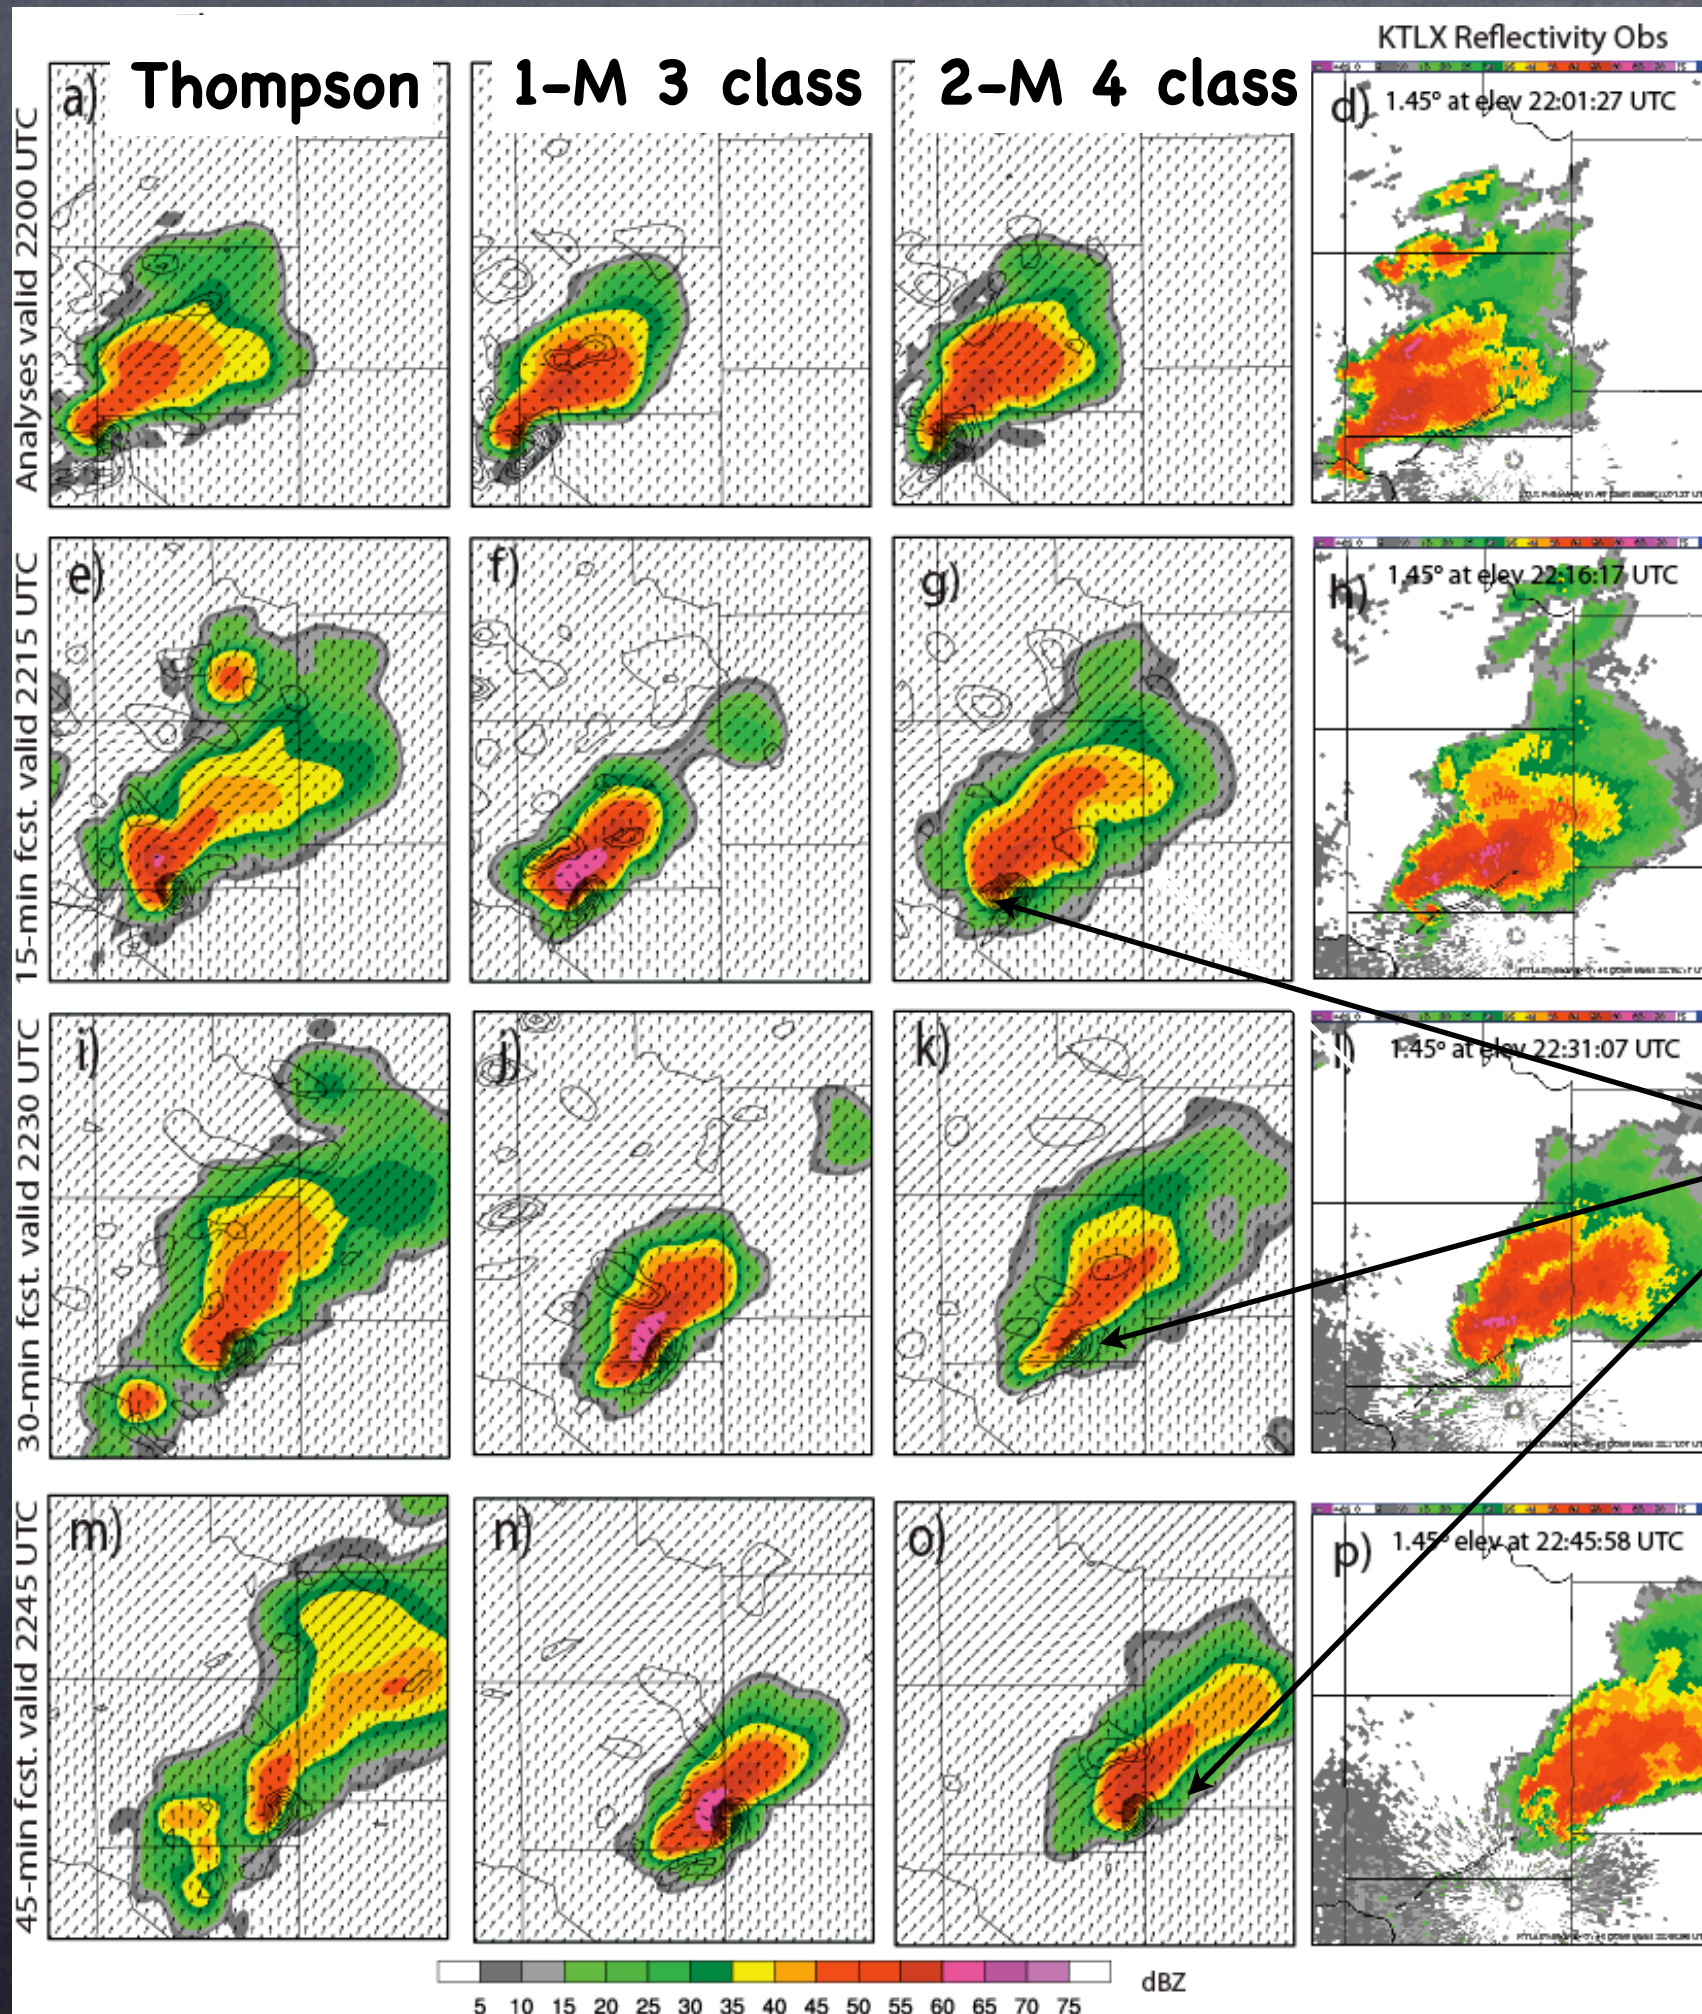 KTLX Reflectivity Obs
Thompson
1-M 3 class
2-M 4 class
Analyses valid 2200 UTC
a)
d)
1.45° at elev 22:01:27 UTC
15-min fcst. valid 2215 UTC
e)
f)
g)
h)
1.45° at elev 22:16:17 UTC
30-min fcst. valid 2230 UTC
i)
j)
k)
l)
1.45° at elev 22:31:07 UTC
45-min fcst. valid 2245 UTC
m)
n)
o)
p)
1.45° elev at 22:45:58 UTC
dBZ
5 10 15 20 25 30 35 40 45 50 55 60 65 70 75